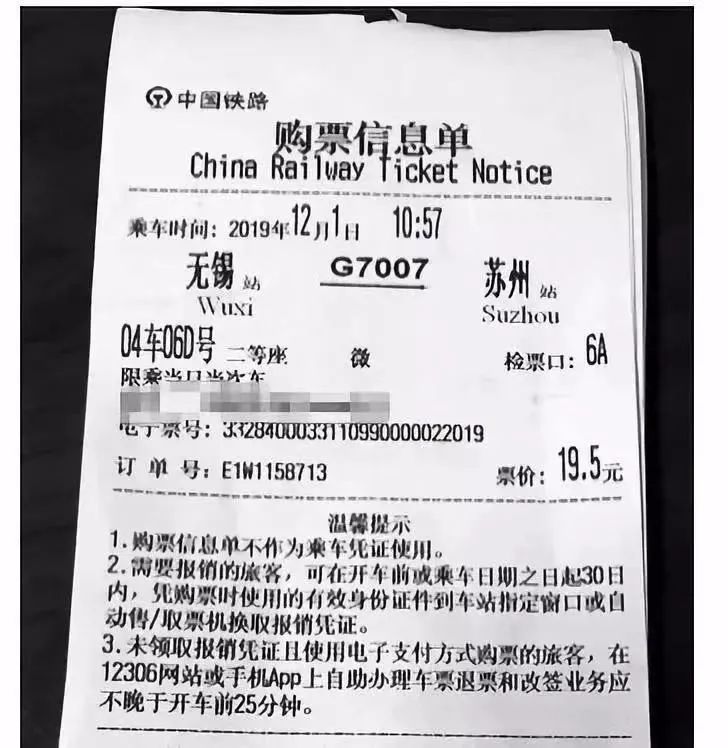 中国铁路
购票信息单
China Railway Ticket Notice
乘车时间：2019年12月1日 10:57
无锡站 G7007 苏州站
Wuxi Suzhou
04车06D号 二等座 微 检票口：6A
限乘当日当次车
电子票号：3328400033110990000022019
订单号：E1W1158713 票价：19.5元
温馨提示
1.购票信息单不作为乘车凭证使用。
2.需要报销的旅客，可在开车前或乘车日期之日起30日
内，凭购票时使用的有效身份证件到车站指定窗口或自
动售/取票机换取报销凭证。
3.未领取报销凭证且使用电子支付方式购票的旅客，在
12306网站或手机App上自助办理车票退票和改签业务应
不晚于开车前25分钟。